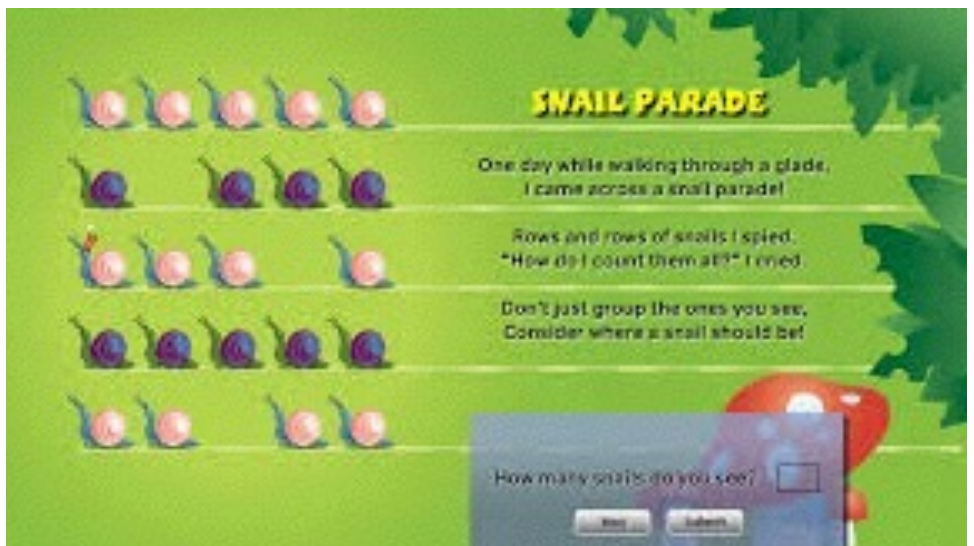 SNAIL PARADE
One day while walking through a glade,
I came across a snail parade!
Rows and rows of snails I spied.
"How do I count them all?" I cried.
Don't just group the ones you see,
Consider where a snail should be!
How many snails do you see?
Submit